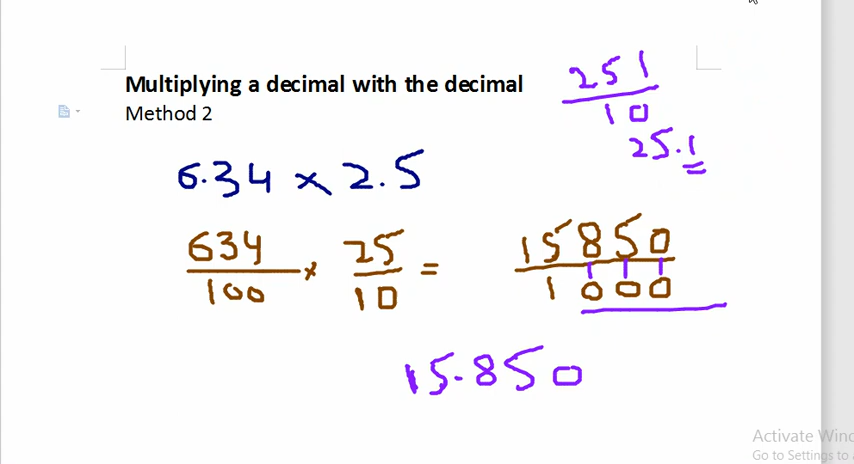 Multiplying a decimal with the decimal
Method 2
251
10
25.1
6.34 × 2.5
634 × 25 = 15850
100 10 1000
15.850
Activate Wind
Go to Settings to